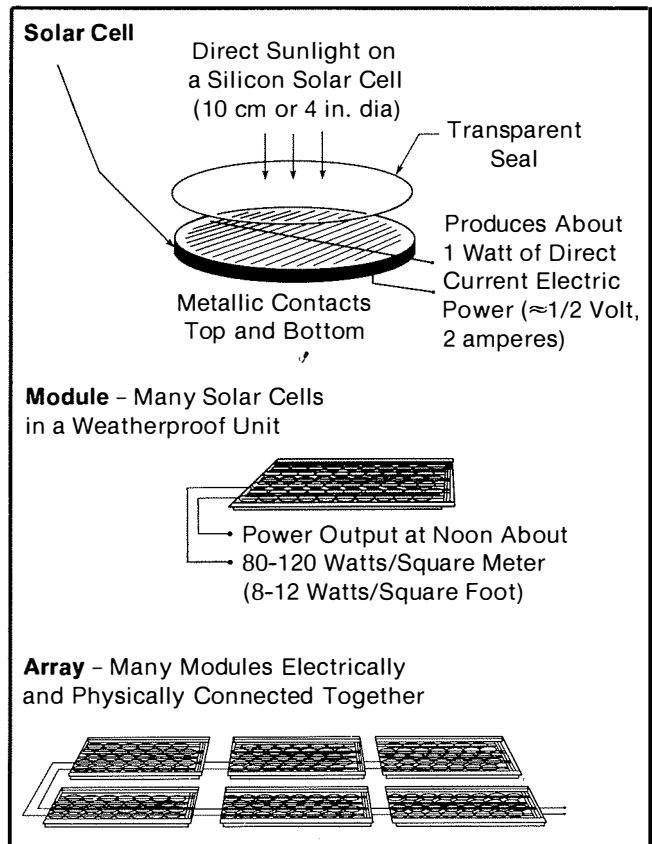 Solar Cell
Direct Sunlight on
a Silicon Solar Cell
(10 cm or 4 in. dia)
Transparent
Seal
Produces About
1 Watt of Direct
Current Electric
Power (≈1/2 Volt,
2 amperes)
Metallic Contacts
Top and Bottom
Module – Many Solar Cells
in a Weatherproof Unit
Power Output at Noon About
80-120 Watts/Square Meter
(8-12 Watts/Square Foot)
Array – Many Modules Electrically
and Physically Connected Together